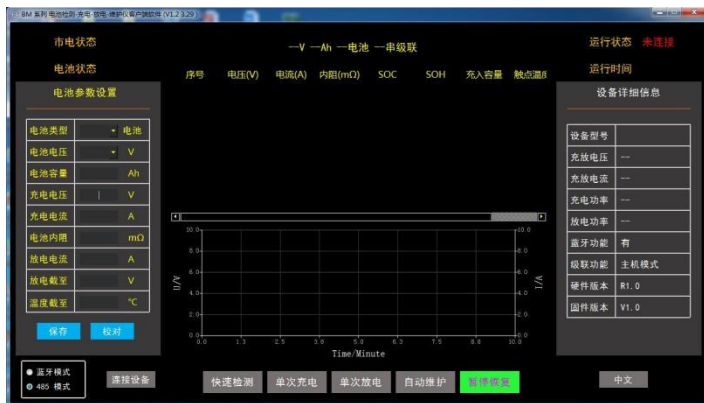 BM 系列 电池检测-充电-放电-维护仪客户端软件 (V1.2 3.29 )
市电状态
电池状态
--V --Ah --电池 --串级联
运行状态 未连接
运行时间
序号 电压(V) 电流(A) 内阻(mΩ) SOC SOH 充入容量 触点温度
电池参数设置
电池类型 电池
电池电压 V
电池容量 Ah
充电电压 V
充电电流 A
电池内阻 mΩ
放电电流 A
放电截至 V
温度截至 ℃
保存 校对
设备详细信息
设备型号
充放电压 --
充放电流 --
充电功率 --
放电功率 --
蓝牙功能 有
级联功能 主机模式
硬件版本 R1.0
固件版本 V1.0
10.0 10.0
8.0 8.0
6.0 6.0
4.0 4.0
2.0 2.0
0.0 0.0
U/A
V/I
0.0 1.3 2.5 3.8 5.0 6.3 7.5 8.8 10.0
Time/Minute
蓝牙模式
485 模式
连接设备
快速检测 单次充电 单次放电 自动维护 暂停恢复
中文